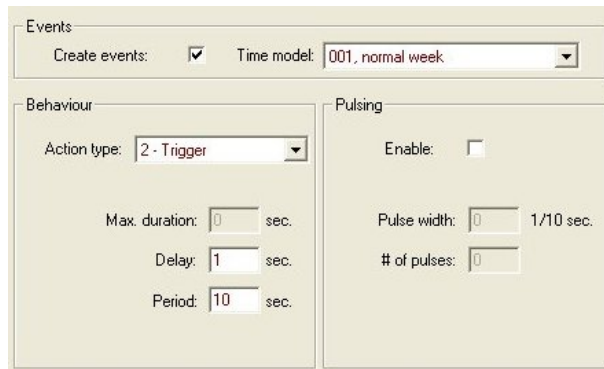 Events
Create events: Time model: 001, normal week
Behaviour
Action type: 2 - Trigger
Max. duration: 0 sec.
Delay: 1 sec.
Period: 10 sec.
Pulsing
Enable:
Pulse width: 0 1/10 sec.
# of pulses: 0